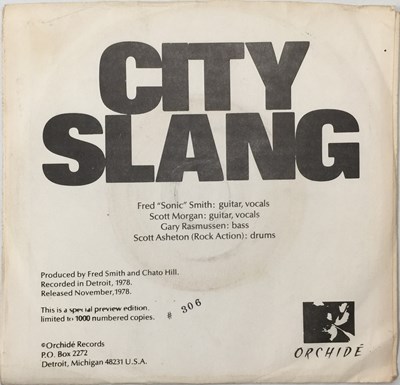 CITY
SLANG
Fred "Sonic" Smith: guitar, vocals
Scott Morgan: guitar, vocals
Gary Rasmussen: bass
Scott Asheton (Rock Action): drums
Produced by Fred Smith and Chato Hill.
Recorded in Detroit, 1978.
Released November, 1978.
This is a special preview edition.
limited to 1000 numbered copies. # 306
©Orchidé Records
P.O. Box 2272
Detroit, Michigan 48231 U.S.A.
ORCHIDÉ